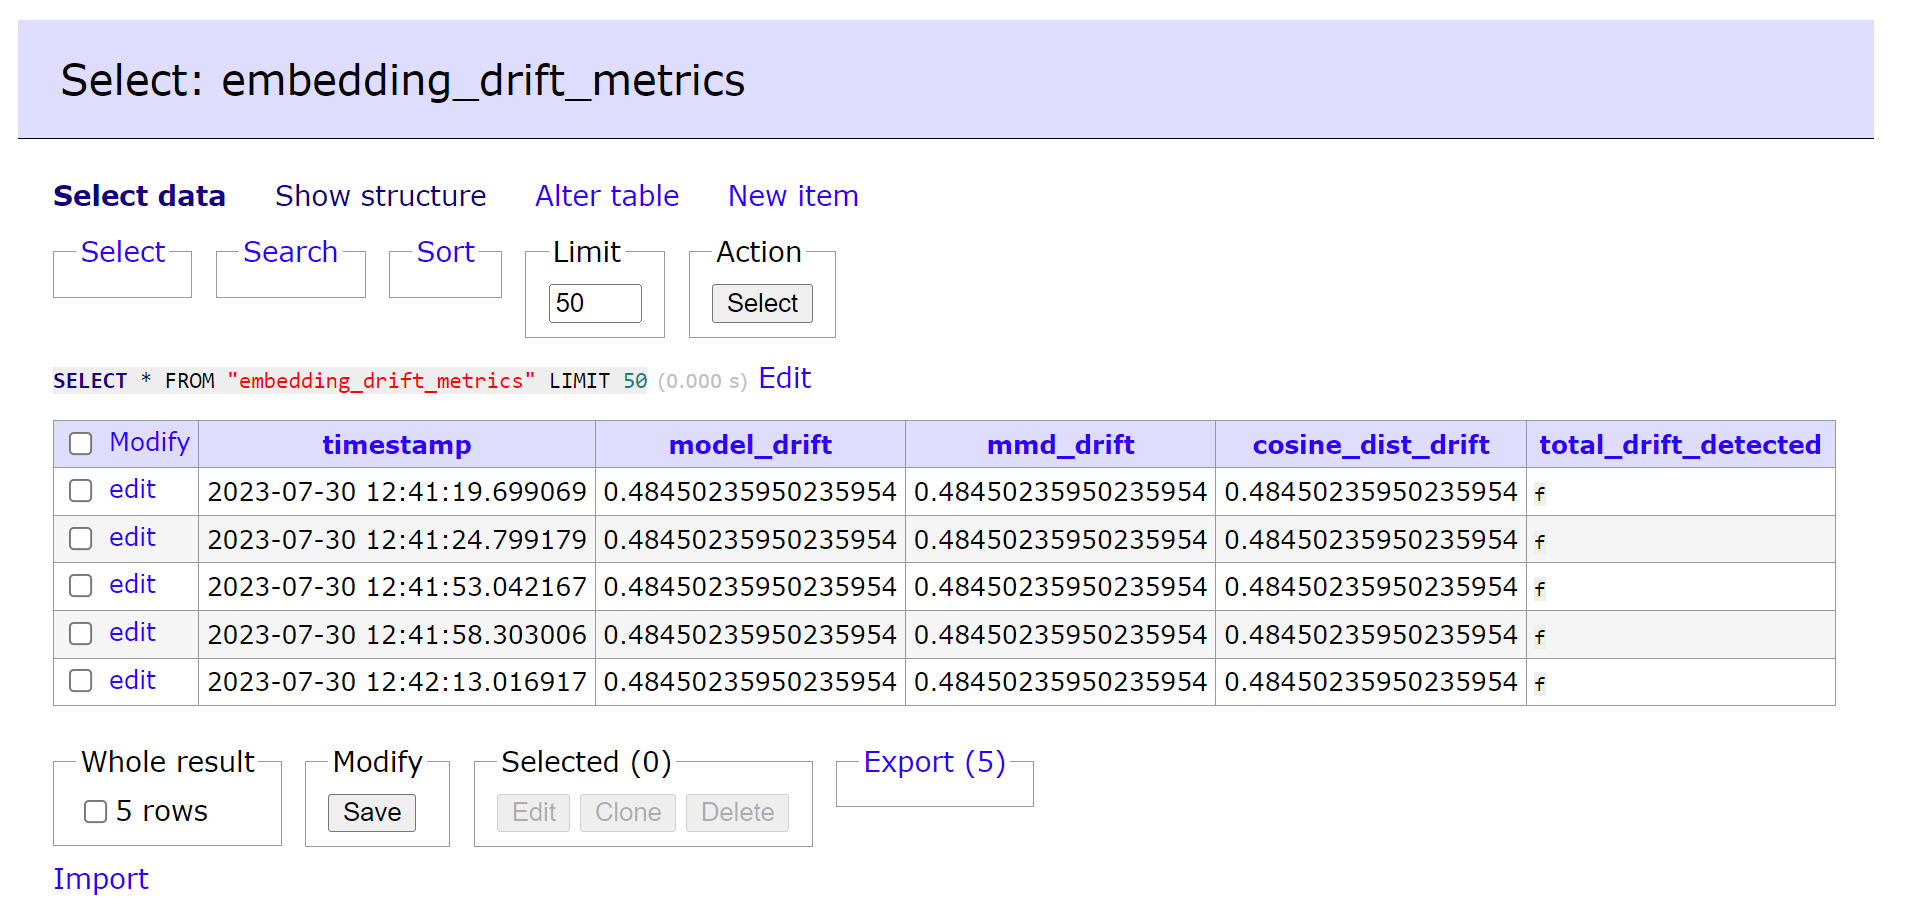 Select: embedding_drift_metrics
Select data Show structure Alter table New item
Select Search Sort Limit Action
50 Select
SELECT * FROM "embedding_drift_metrics" LIMIT 50 (0.000 s) Edit
Modify timestamp model_drift mmd_drift cosine_dist_drift total_drift_detected
edit 2023-07-30 12:41:19.699069 0.48450235950235954 0.48450235950235954 0.48450235950235954 f
edit 2023-07-30 12:41:24.799179 0.48450235950235954 0.48450235950235954 0.48450235950235954 f
edit 2023-07-30 12:41:53.042167 0.48450235950235954 0.48450235950235954 0.48450235950235954 f
edit 2023-07-30 12:41:58.303006 0.48450235950235954 0.48450235950235954 0.48450235950235954 f
edit 2023-07-30 12:42:13.016917 0.48450235950235954 0.48450235950235954 0.48450235950235954 f
Whole result Modify Selected (0) Export (5)
5 rows Save Edit Clone Delete
Import